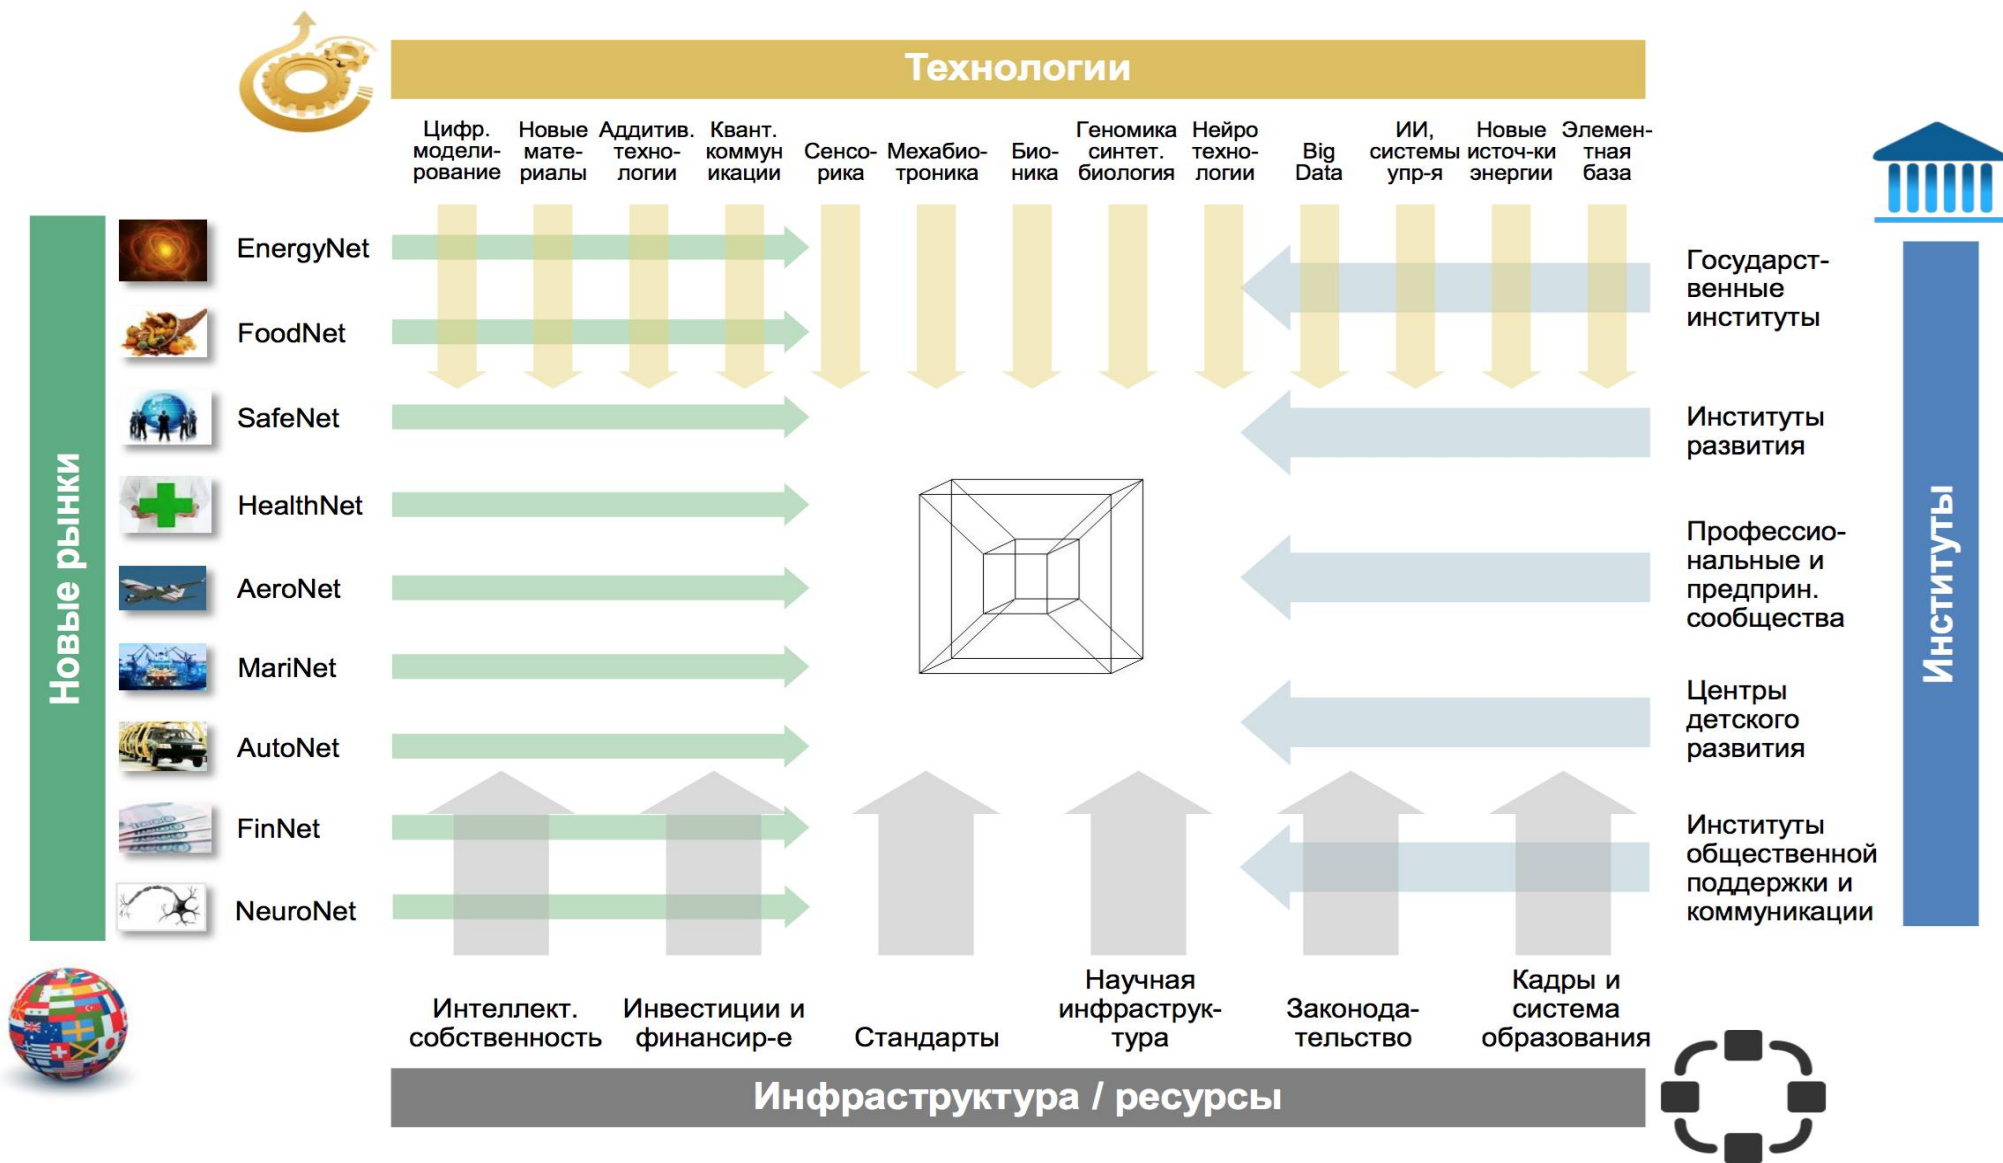 Технологии
Цифр.
модели-
рование
Новые
мате-
риалы
Аддитив.
техно-
логии
Квант.
коммун
икации
Сенсо-
рика
Мехабио-
троника
Био-
ника
Геномика
синтет.
биология
Нейро
техно-
логии
Big
Data
ИИ,
системы
упр-я
Новые
источ-ки
энергии
Элемен-
тная
база
Новые рынки
EnergyNet
FoodNet
SafeNet
HealthNet
AeroNet
MariNet
AutoNet
FinNet
NeuroNet
Государст-
венные
институты
Институты
развития
Профессио-
нальные и
предприн.
сообщества
Центры
детского
развития
Институты
общественной
поддержки и
коммуникации
Институты
Интеллект.
собственность
Инвестиции и
финансир-е
Стандарты
Научная
инфраструк-
тура
Законода-
тельство
Кадры и
система
образования
Инфраструктура / ресурсы